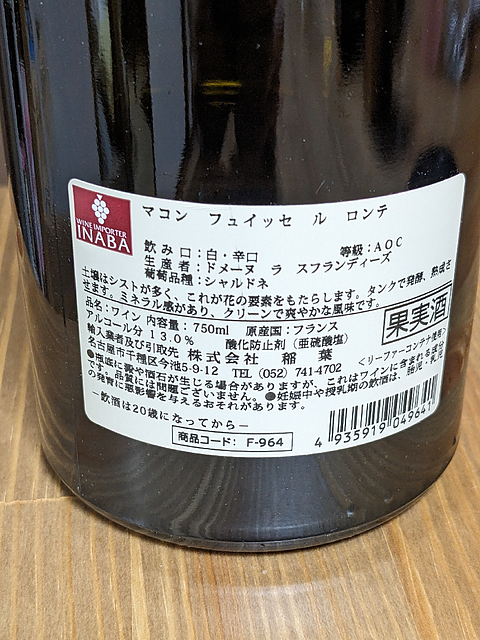 WINE IMPORTER
INABA
マコン フュイッセ ル ロンテ
飲み口：白・辛口 等級：AOC
生産者：ドメーヌ ラ スフランディーズ
葡萄品種：シャルドネ
土壌はシストが多く、これが花の要素をもたらします。タンクで発酵、熟成さ
せます。ミネラル感があり、クリーンで爽やかな風味です。
品名：ワイン 内容量：750ml 原産国：フランス
アルコール分 13.0% 酸化防止剤（亜硫酸塩）
果実酒
輸入業者及び引取先 株式会社 稲葉 <リーファーコンテナ使用>
名古屋市千種区今池5-9-12 TEL（052）741-4702
●瓶底に澱や酒石が生じる場合がありますが、これはワインに含まれる成分
です。品質には問題ございません。●妊娠中や授乳期の飲酒は、胎児・乳児
の発育に悪影響を与えるおそれがあります。
－飲酒は20歳になってから－
商品コード： F-964
4 935919 049641